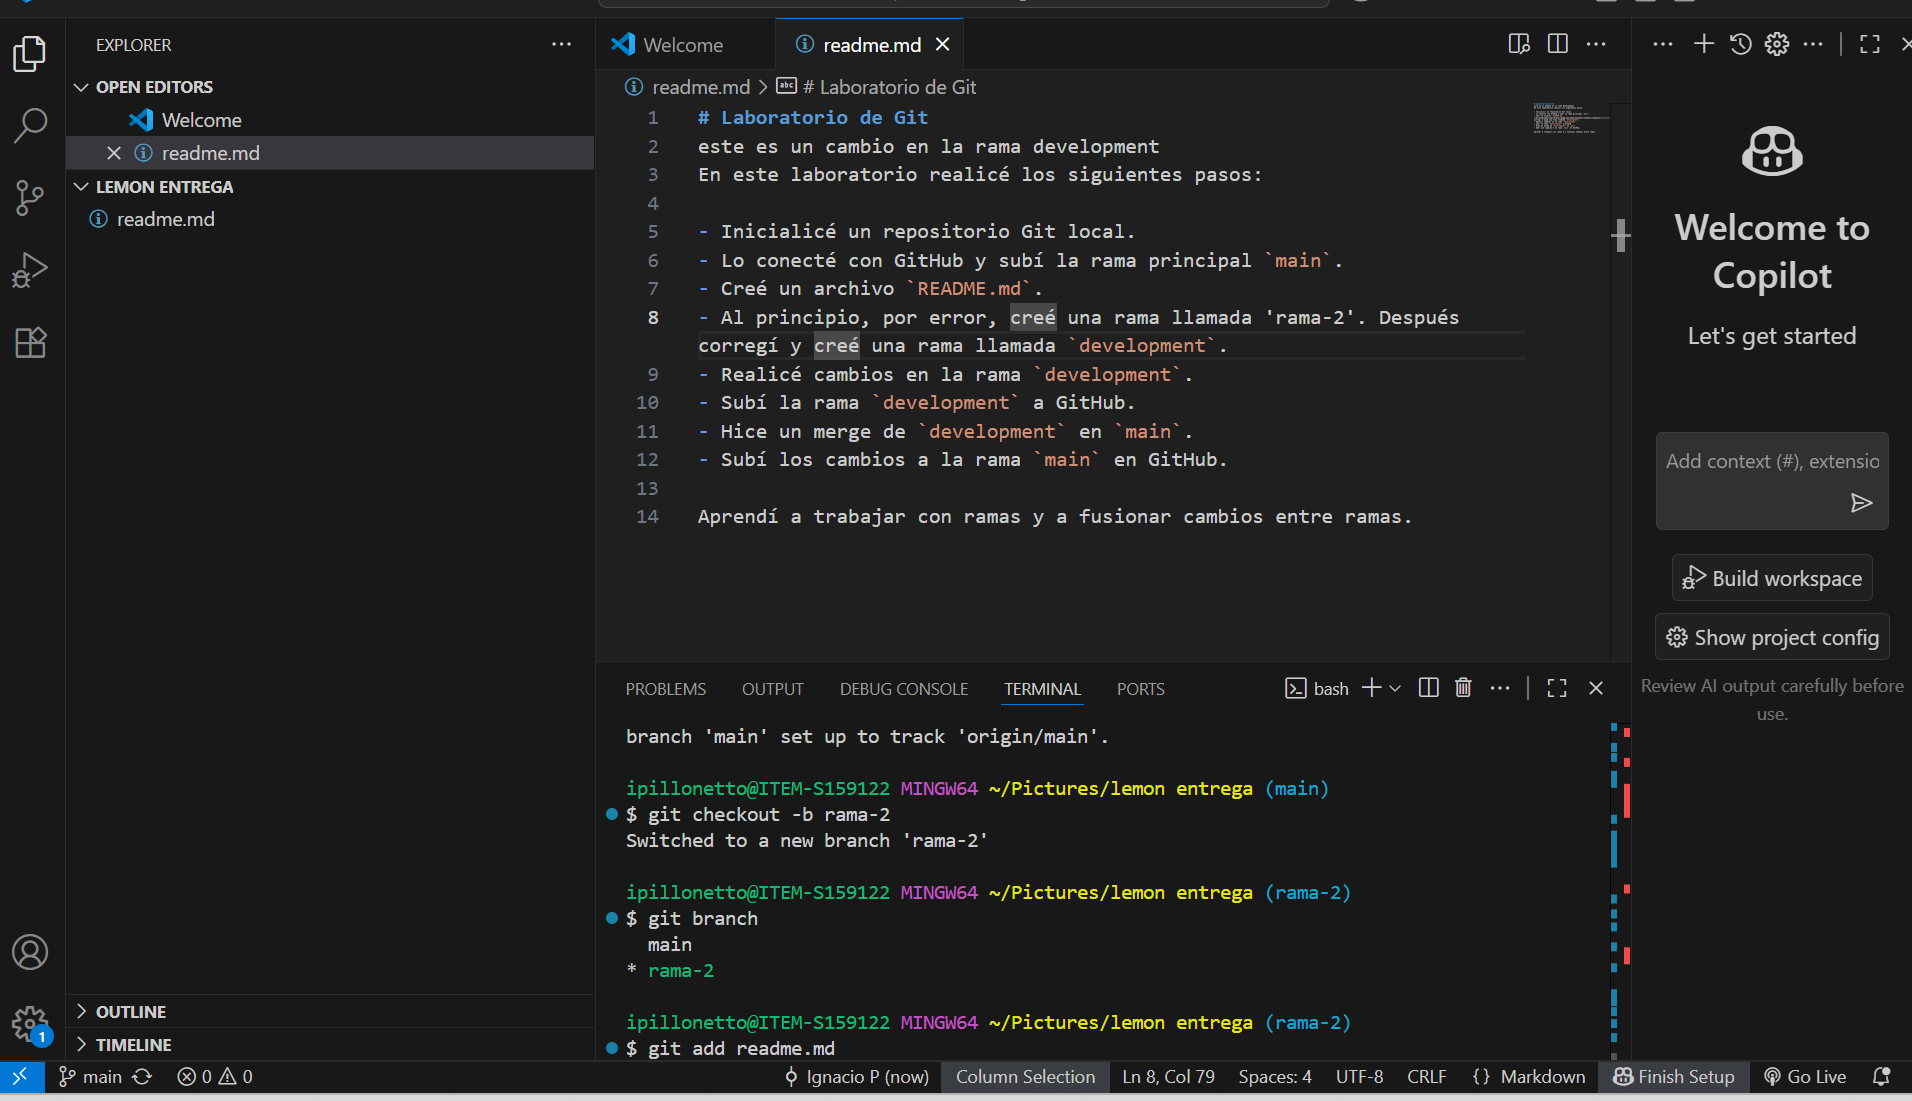 EXPLORER
OPEN EDITORS
Welcome
readme.md
LEMON ENTREGA
readme.md
OUTLINE
TIMELINE
Welcome
readme.md
readme.md > # Laboratorio de Git
1 # Laboratorio de Git
2 este es un cambio en la rama development
3 En este laboratorio realicé los siguientes pasos:
4
5 - Inicialicé un repositorio Git local.
6 - Lo conecté con GitHub y subí la rama principal `main`.
7 - Creé un archivo `README.md`.
8 - Al principio, por error, creé una rama llamada 'rama-2'. Después
corregí y creé una rama llamada `development`.
9 - Realicé cambios en la rama `development`.
10 - Subí la rama `development` a GitHub.
11 - Hice un merge de `development` en `main`.
12 - Subí los cambios a la rama `main` en GitHub.
13
14 Aprendí a trabajar con ramas y a fusionar cambios entre ramas.
PROBLEMS OUTPUT DEBUG CONSOLE TERMINAL PORTS
bash
branch 'main' set up to track 'origin/main'.
ipillonetto@ITEM-S159122 MINGW64 ~/Pictures/lemon entrega (main)
$ git checkout -b rama-2
Switched to a new branch 'rama-2'
ipillonetto@ITEM-S159122 MINGW64 ~/Pictures/lemon entrega (rama-2)
$ git branch
main
* rama-2
ipillonetto@ITEM-S159122 MINGW64 ~/Pictures/lemon entrega (rama-2)
$ git add readme.md
Welcome to
Copilot
Let's get started
Add context (#), extensio
Build workspace
Show project config
Review AI output carefully before
use.
main 0 0 Ignacio P (now) Column Selection Ln 8, Col 79 Spaces: 4 UTF-8 CRLF {} Markdown Finish Setup Go Live
1